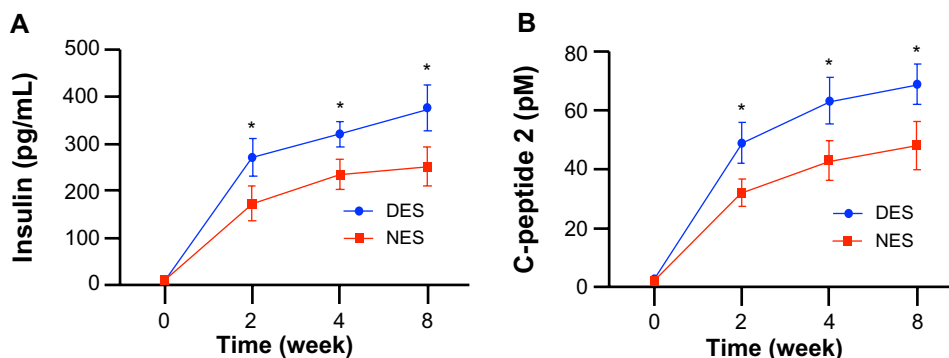 A
Insulin (pg/mL)
500
400
300
200
100
0
*
*
*
DES
NES
0
2
4
8
Time (week)
B
C-peptide 2 (pM)
80
60
40
20
0
*
*
*
DES
NES
0
2
4
8
Time (week)